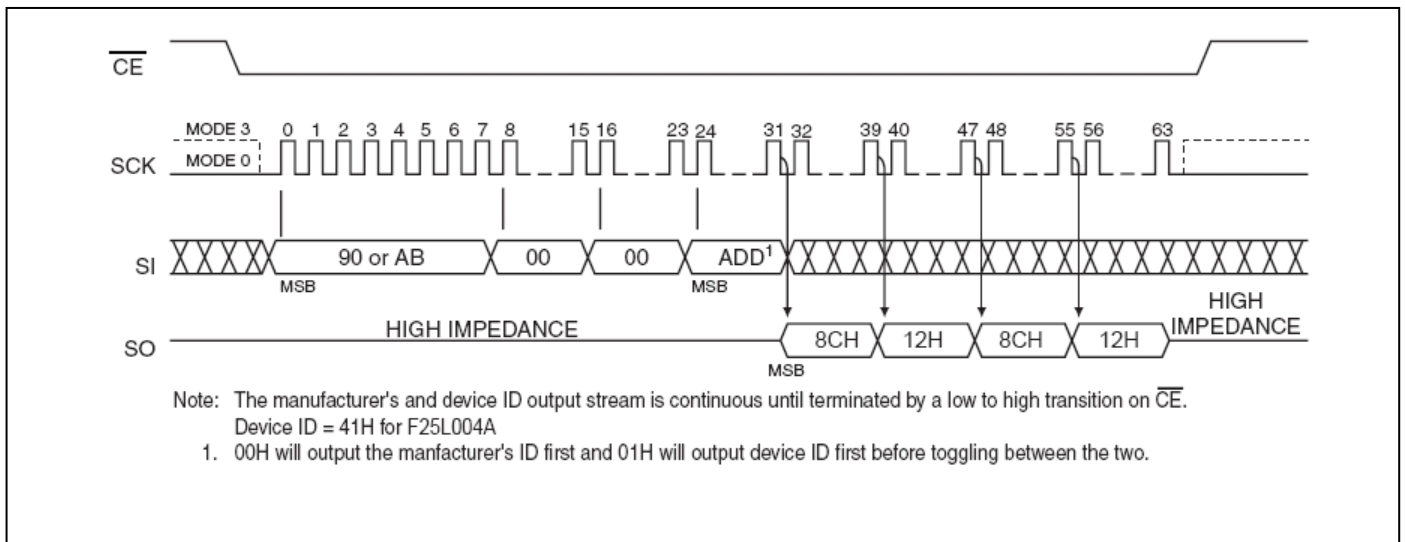 CE
MODE 3 0 1 2 3 4 5 6 7 8 15 16 23 24 31 32 39 40 47 48 55 56 63
MODE 0
SCK
SI 90 or AB 00 00 ADD1
MSB MSB
HIGH IMPEDANCE
HIGH IMPEDANCE
SO 8CH 12H 8CH 12H
MSB
Note: The manufacturer's and device ID output stream is continuous until terminated by a low to high transition on CE.
Device ID = 41H for F25L004A
1. 00H will output the manfacturer's ID first and 01H will output device ID first before toggling between the two.